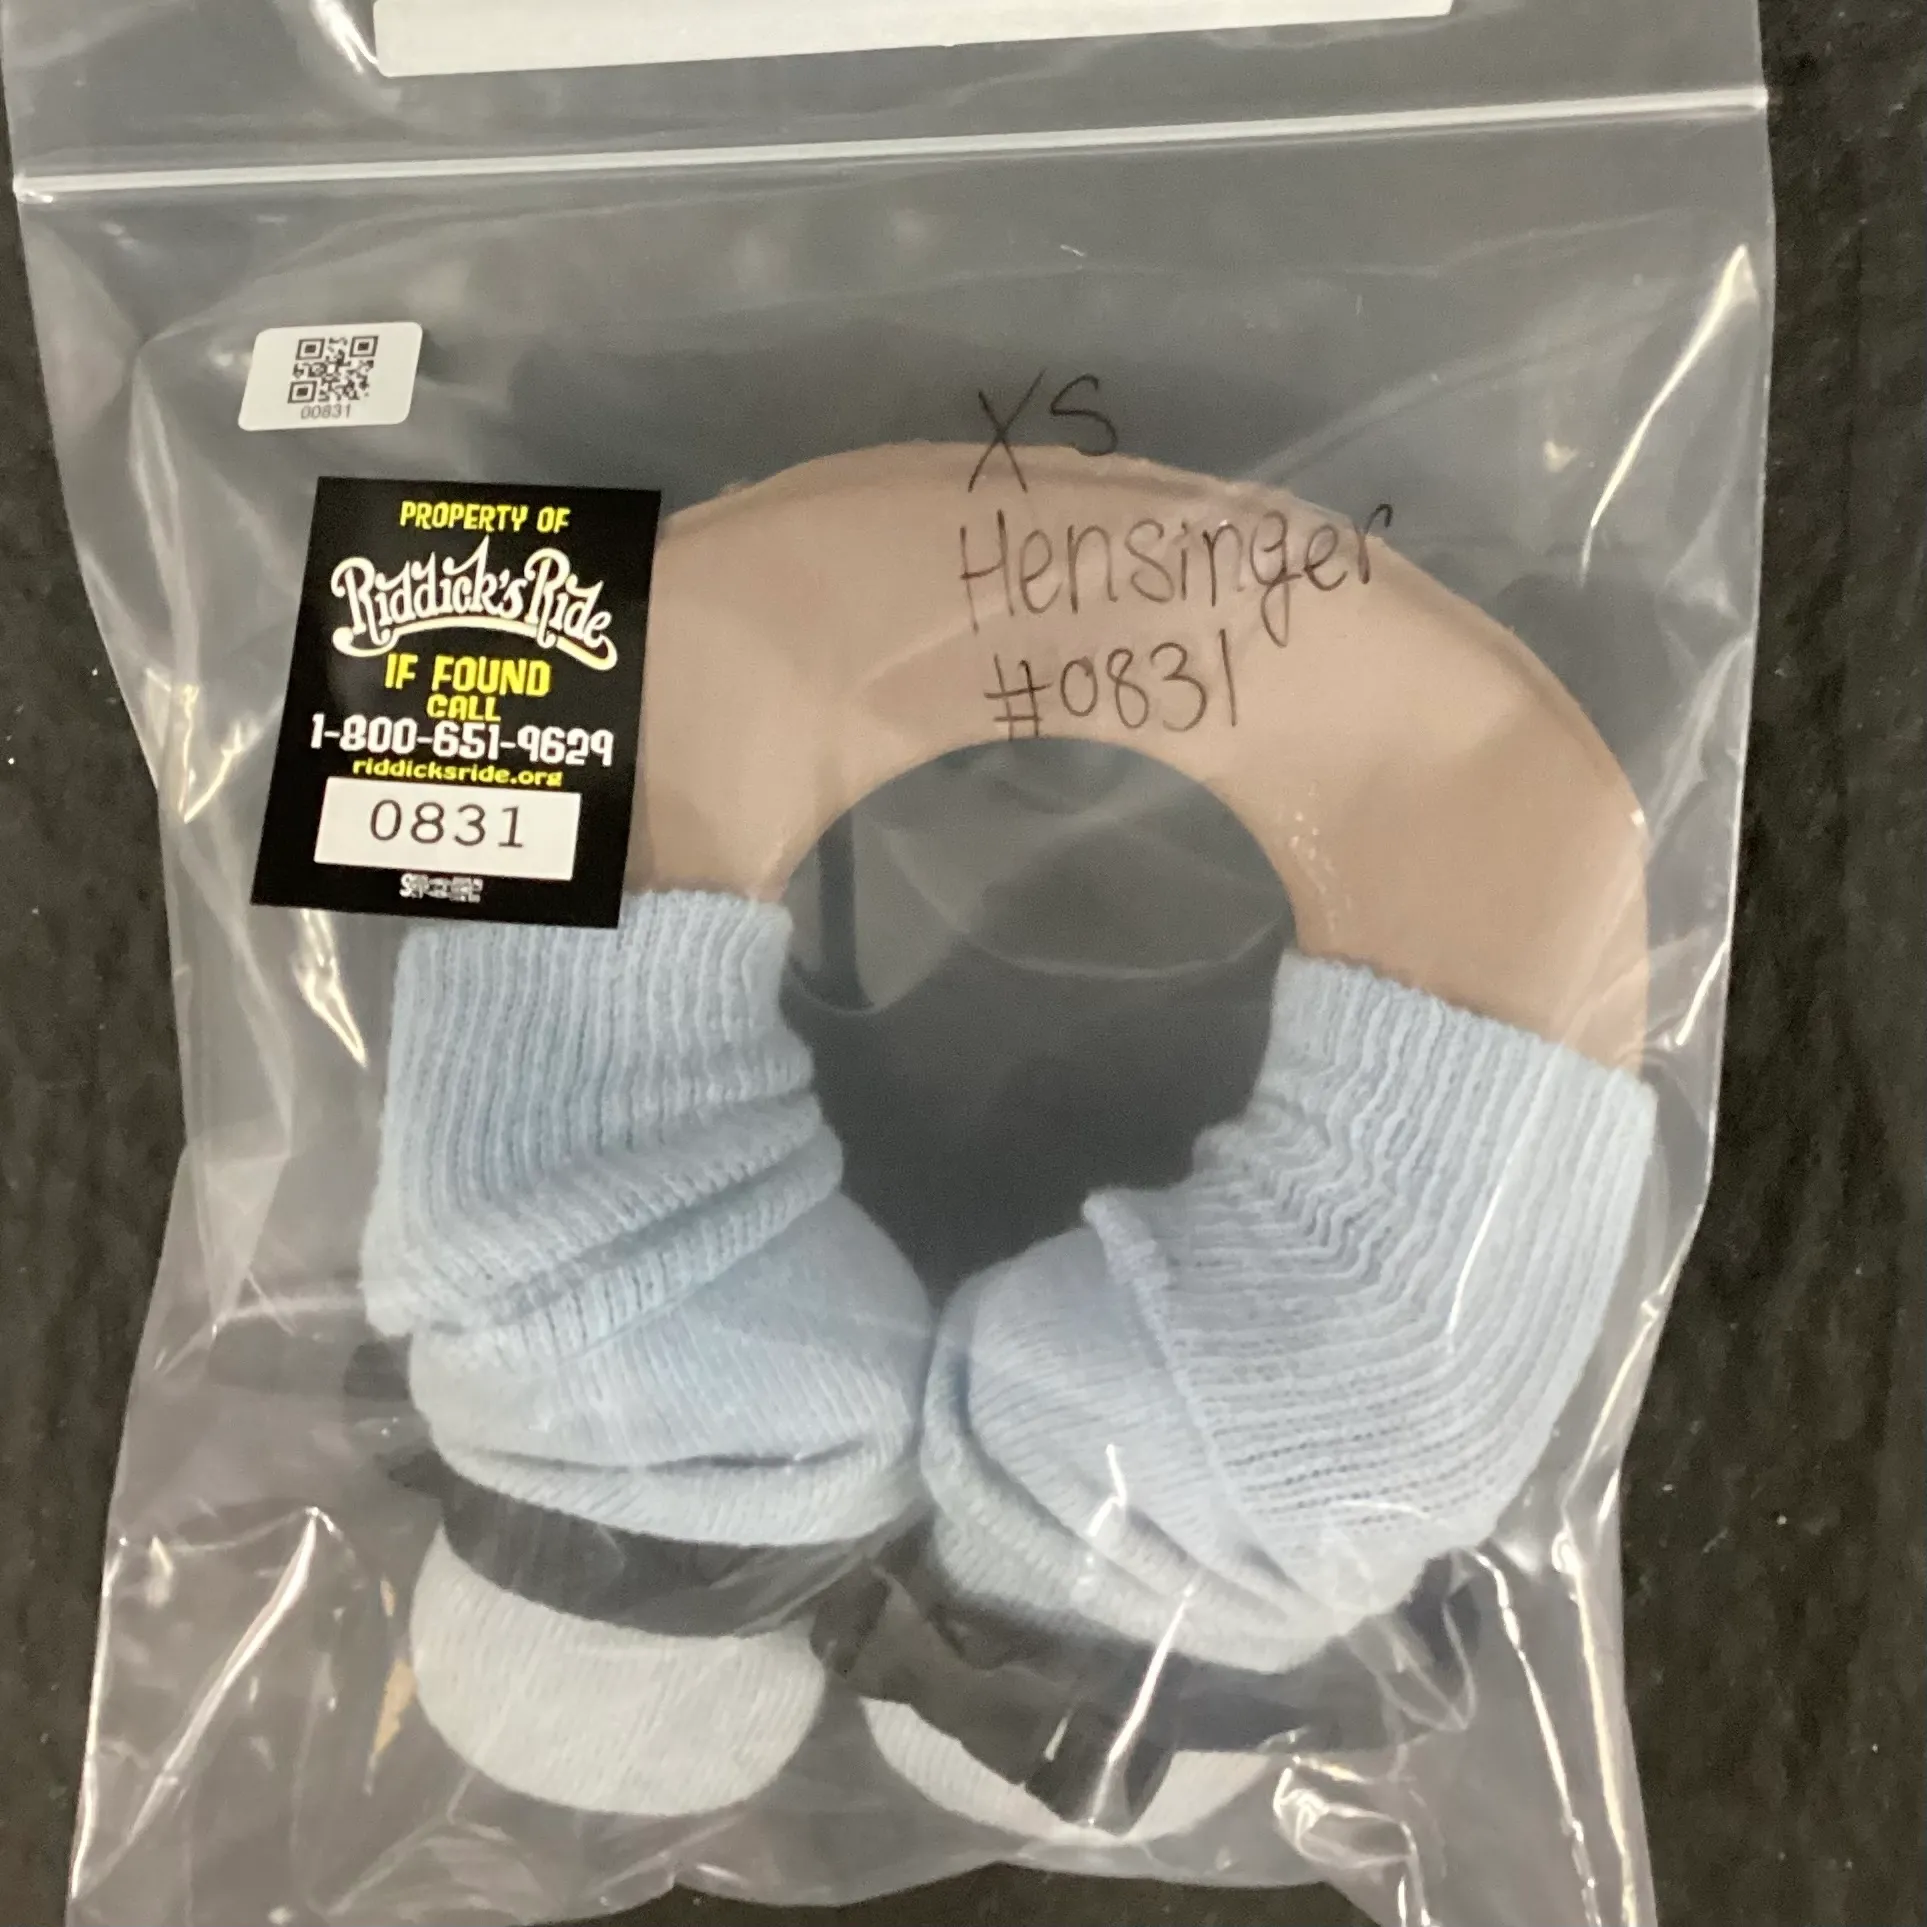 00831
PROPERTY OF
Riddick's Ride
IF FOUND
CALL
1-800-651-9629
riddicksride.org
0831
XS
Hensinger
#0831